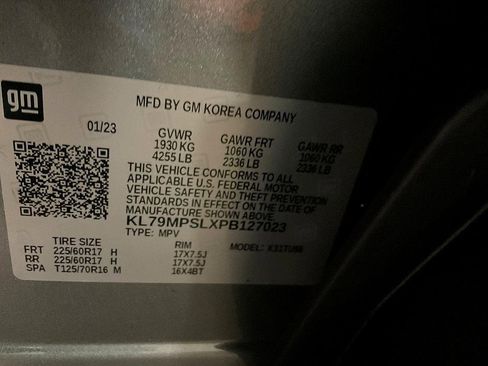 gm
MFD BY GM KOREA COMPANY
01/23
GVWR GAWR FRT GAWR RR
1930 KG 1060 KG 1060 KG
4255 LB 2336 LB 2336 LB
THIS VEHICLE CONFORMS TO ALL
APPLICABLE U.S. FEDERAL MOTOR
VEHICLE SAFETY AND THEFT PREVENTION
STANDARDS IN EFFECT ON THE DATE OF
MANUFACTURE SHOWN ABOVE.
KL79MPSLXPB127023
TYPE: MPV MODEL:
TIRE SIZE RIM
FRT 225/60R17 H 17X7.5J
RR 225/60R17 H 17X7.5J
SPA T125/70R16 M 16X4BT